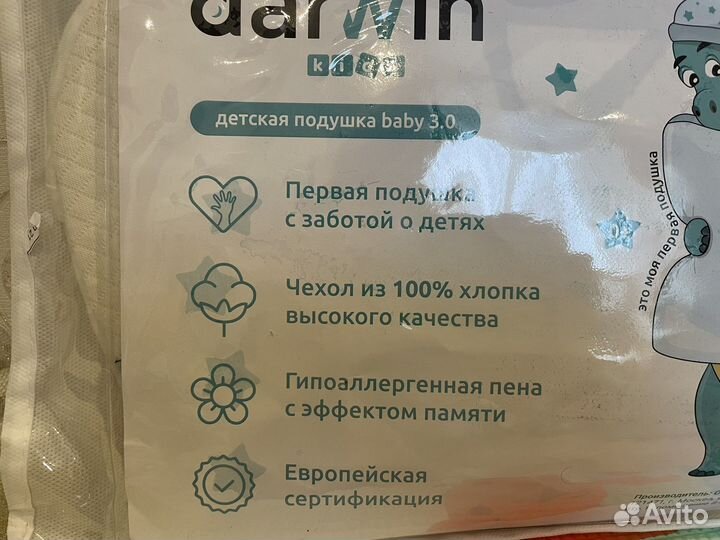 darwin
kids
детская подушка baby 3.0
Первая подушка
с заботой о детях
Чехол из 100% хлопка
высокого качества
Гипоаллергенная пена
с эффектом памяти
Европейская
сертификация
это моя первая подушка
Производитель:
г. Москва
Avito